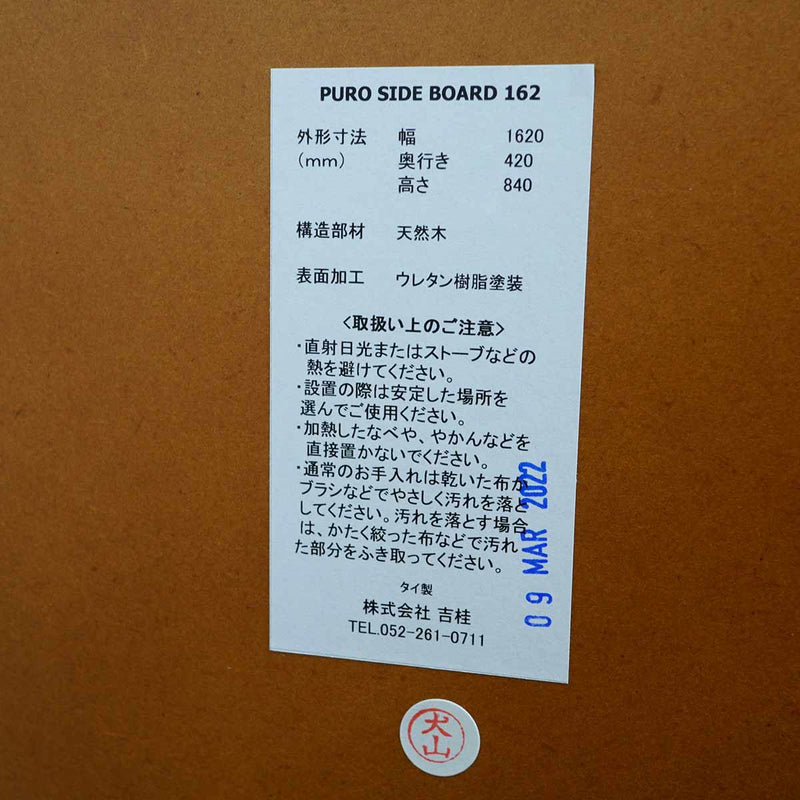 PURO SIDE BOARD 162
外形寸法 幅 1620
(mm) 奥行き 420
高さ 840
構造部材 天然木
表面加工 ウレタン樹脂塗装
<取扱い上のご注意>
・直射日光またはストーブなどの
熱を避けてください。
・設置の際は安定した場所を
選んでご使用ください。
・加熱したなべや、やかんなどを
直接置かないでください。
・通常のお手入れは乾いた布か
ブラシなどでやさしく汚れを落と
してください。汚れを落とす場合
は、かたく絞った布などで汚れ
た部分をふき取ってください。
タイ製
株式会社 吉桂
TEL.052-261-0711
09 MAR 2022
犬山